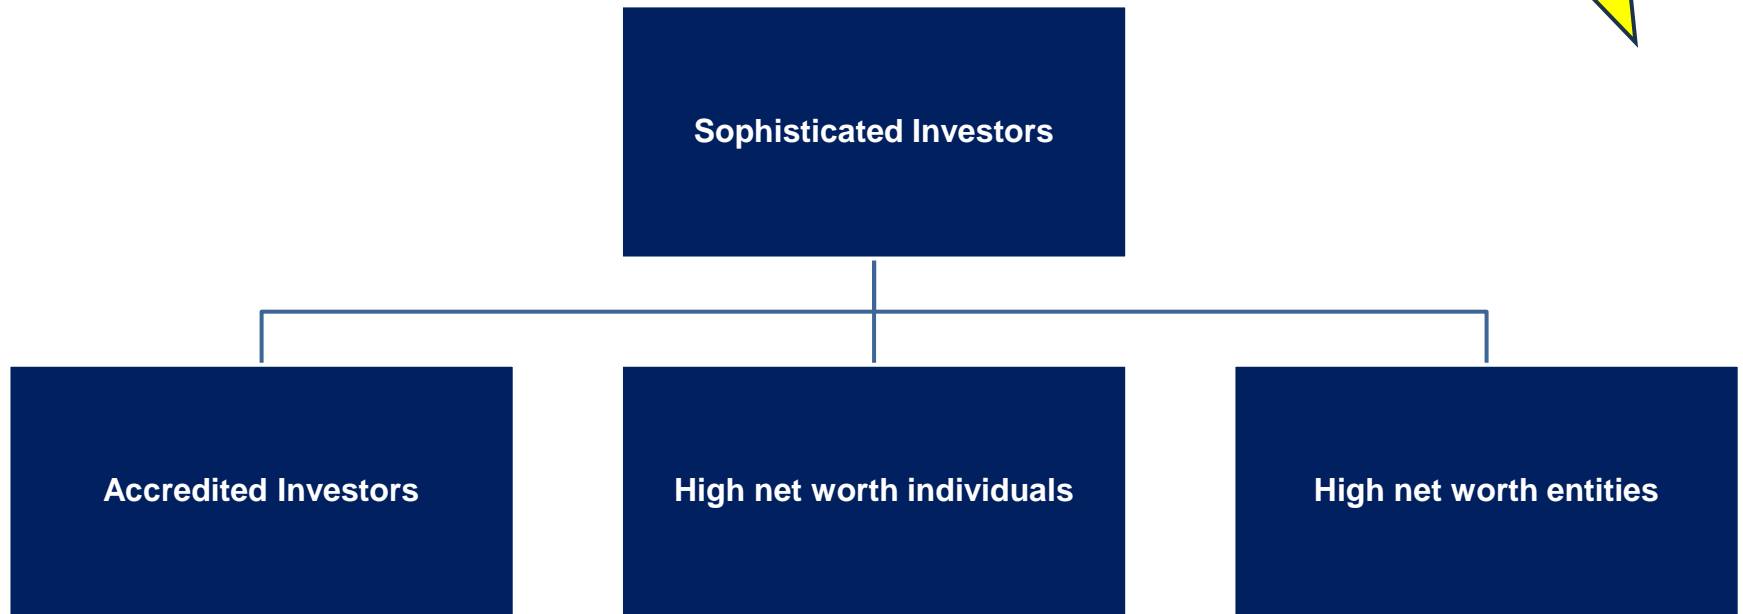 Sophisticated Investors
Accredited Investors
High net worth individuals
High net worth entities